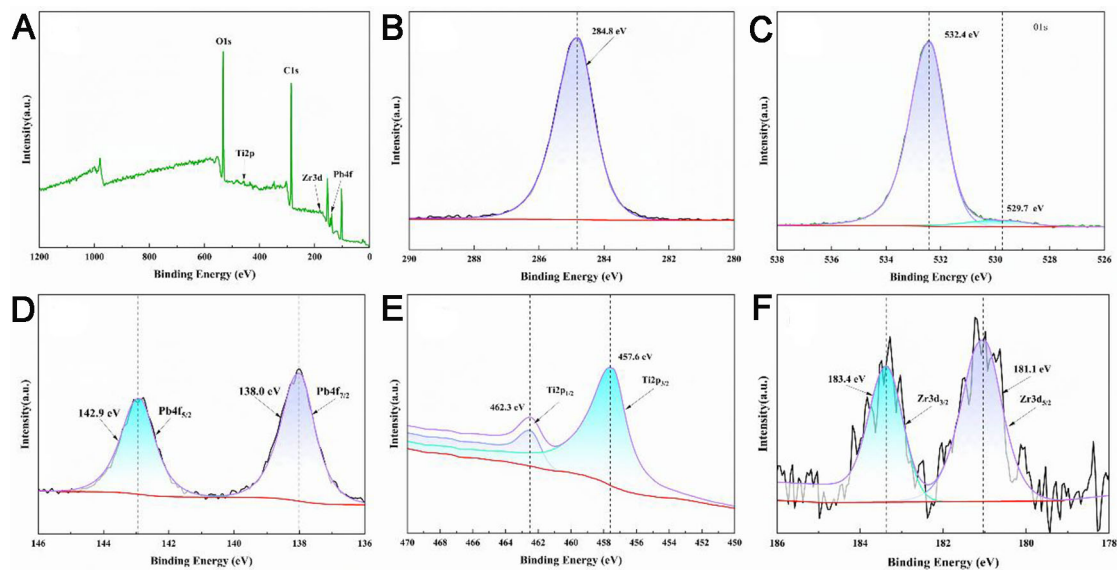 A
O1s
C1s
Ti2p
Zr3d
Pb4f
Intensity(a.u.)
1200 1000 800 600 400 200 0
Binding Energy (eV)
B
284.8 eV
Intensity(a.u.)
290 288 286 284 282 280
Binding Energy (eV)
C
O1s
532.4 eV
529.7 eV
Intensity(a.u.)
538 536 534 532 530 528 526
Binding Energy (eV)
D
138.0 eV
Pb4f7/2
142.9 eV
Pb4f5/2
Intensity(a.u.)
146 144 142 140 138 136
Binding Energy (eV)
E
457.6 eV
Ti2p1/2
Ti2p3/2
462.3 eV
Intensity(a.u.)
470 468 466 464 462 460 458 456 454 452 450
Binding Energy (eV)
F
183.4 eV
181.1 eV
Zr3d3/2
Zr3d5/2
Intensity(a.u.)
186 184 182 180 178
Binding Energy (eV)